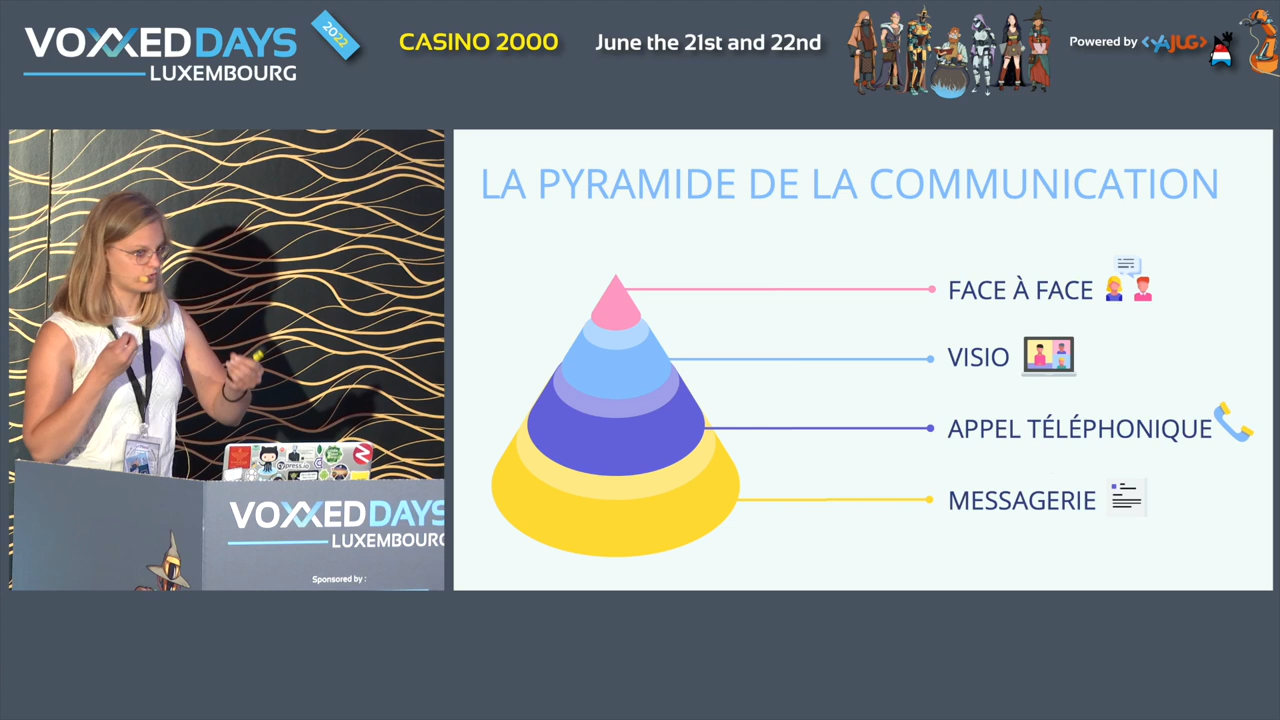 VOXXED DAYS
LUXEMBOURG
2022
CASINO 2000
June the 21st and 22nd
Powered by <YAJUG>
LA PYRAMIDE DE LA COMMUNICATION
FACE À FACE
VISIO
APPEL TÉLÉPHONIQUE
MESSAGERIE
VOXXED DAYS
LUXEMBOURG
Sponsored by :